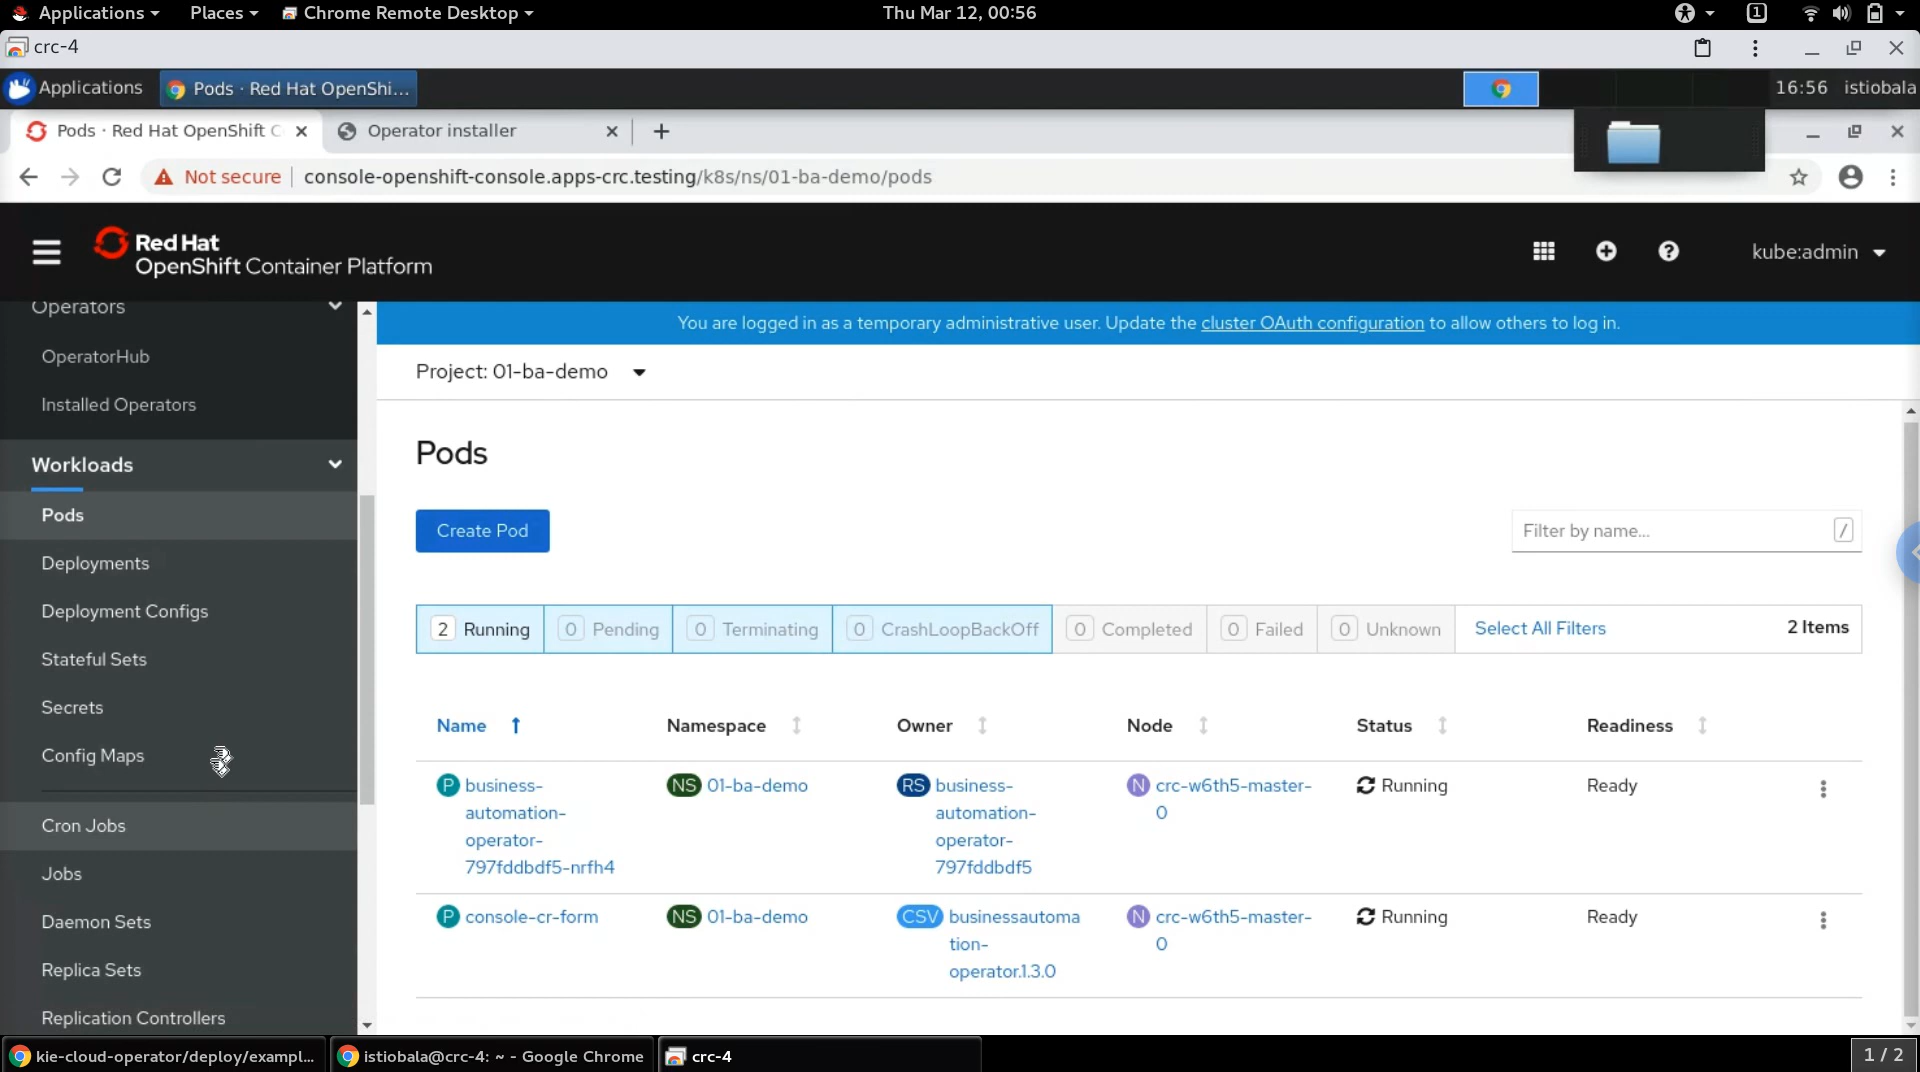 Applications Places Chrome Remote Desktop Thu Mar 12, 00:56 1
crc-4
Applications Pods · Red Hat OpenShi... 16:56 istiobala
Pods · Red Hat OpenShift C Operator installer
Not secure console-openshift-console.apps-crc.testing/k8s/ns/01-ba-demo/pods
Red Hat
OpenShift Container Platform
kube:admin
Operators
OperatorHub
Installed Operators
Workloads
Pods
Deployments
Deployment Configs
Stateful Sets
Secrets
Config Maps
Cron Jobs
Jobs
Daemon Sets
Replica Sets
Replication Controllers
You are logged in as a temporary administrative user. Update the cluster OAuth configuration to allow others to log in.
Project: 01-ba-demo
Pods
Create Pod
Filter by name... /
2 Running 0 Pending 0 Terminating 0 CrashLoopBackOff 0 Completed 0 Failed 0 Unknown Select All Filters 2 Items
Name Namespace Owner Node Status Readiness
P business- NS 01-ba-demo RS business- N crc-w6th5-master- Running Ready
automation- automation- 0
operator- operator-
797fddbdf5-nrfh4 797fddbdf5
P console-cr-form NS 01-ba-demo CSV businessautoma N crc-w6th5-master- Running Ready
tion- 0
operator.1.3.0
kie-cloud-operator/deploy/exampl... istiobala@crc-4: ~ - Google Chrome crc-4 1 / 2